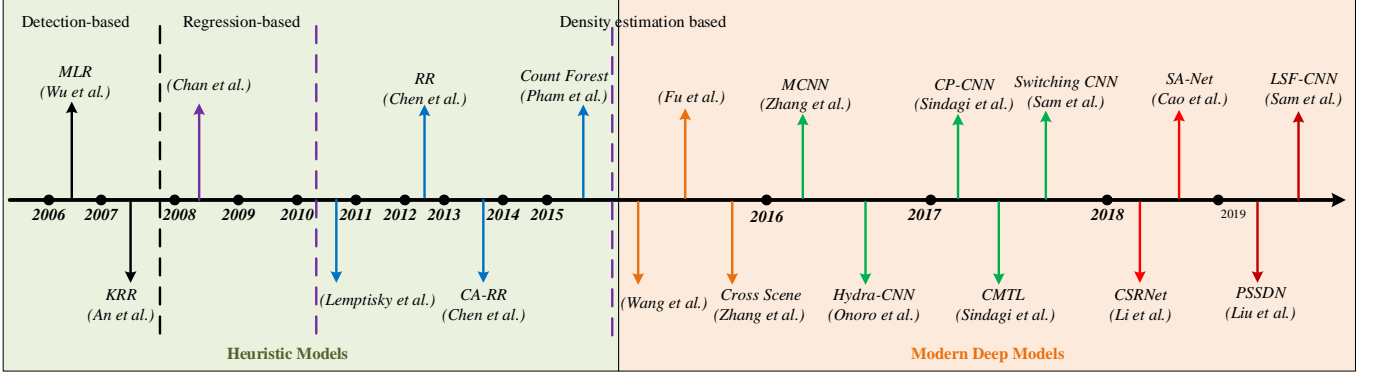 Detection-based
Regression-based
Density estimation based
MLR
(Wu et al.)
(Chan et al.)
RR
(Chen et al.)
Count Forest
(Pham et al.)
(Fu et al.)
MCNN
(Zhang et al.)
CP-CNN
(Sindagi et al.)
Switching CNN
(Sam et al.)
SA-Net
(Cao et al.)
LSF-CNN
(Sam et al.)
2006
2007
2008
2009
2010
2011
2012
2013
2014
2015
2016
2017
2018
2019
KRR
(An et al.)
(Lemptisky et al.)
CA-RR
(Chen et al.)
(Wang et al.)
Cross Scene
(Zhang et al.)
Hydra-CNN
(Onoro et al.)
CMTL
(Sindagi et al.)
CSRNet
(Li et al.)
PSSDN
(Liu et al.)
Heuristic Models
Modern Deep Models